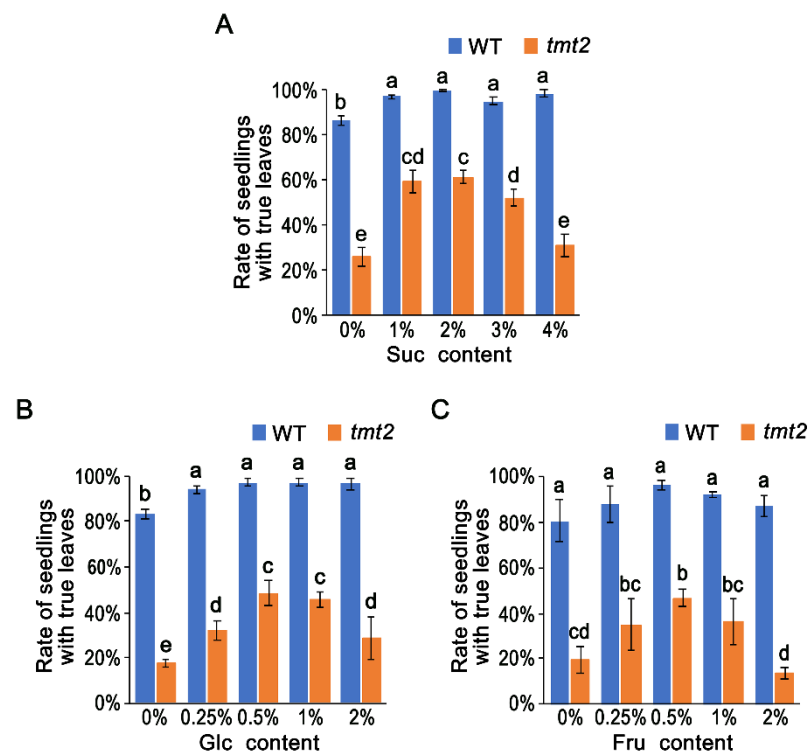 A
WT tmt2
Rate of seedlings
with true leaves
100%
80%
60%
40%
20%
0%
b a a a a
e cd c d e
0% 1% 2% 3% 4%
Suc content
B
WT tmt2
Rate of seedlings
with true leaves
100%
80%
60%
40%
20%
0%
b a a a a
e d c c d
0% 0.25% 0.5% 1% 2%
Glc content
C
WT tmt2
Rate of seedlings
with true leaves
100%
80%
60%
40%
20%
0%
a a a a a
cd bc b bc d
0% 0.25% 0.5% 1% 2%
Fru content